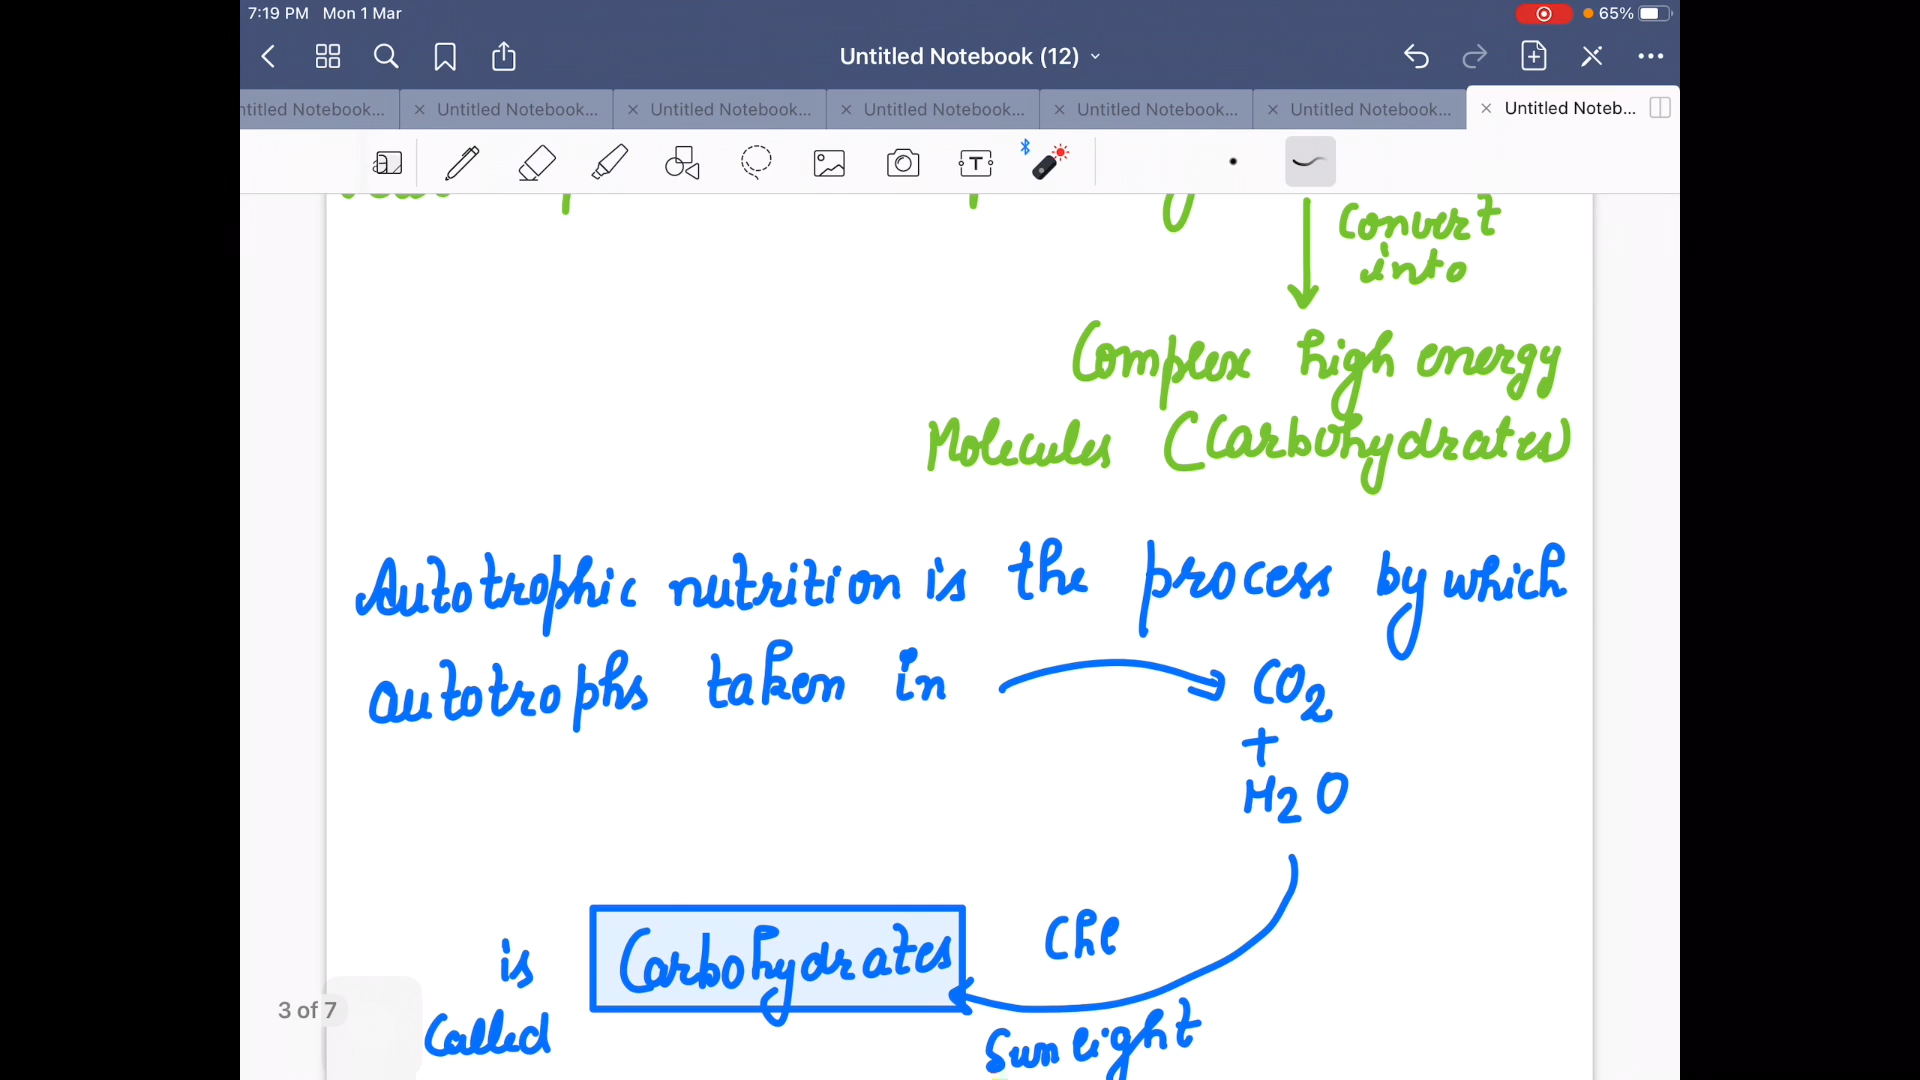 7:19 PM Mon 1 Mar
65%
Untitled Notebook (12)
ntitled Notebook...
Untitled Notebook...
Untitled Notebook...
Untitled Notebook...
Untitled Notebook...
Untitled Notebook...
Untitled Noteb...
Convert
into
Complex high energy
Molecules (Carbohydrates)
Autotrophic nutrition is the process by which
autotrophs taken in CO2
+
H2O
Chl
is Carbohydrates
Called
Sunlight
3 of 7